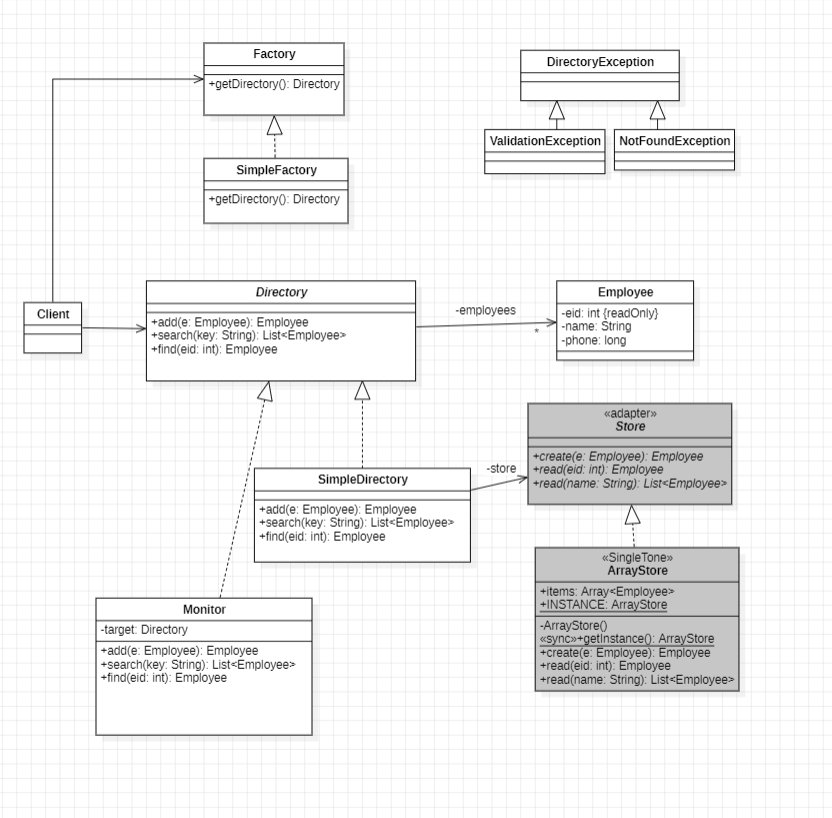 Factory
+getDirectory(): Directory
DirectoryException
ValidationException
NotFoundException
SimpleFactory
+getDirectory(): Directory
Client
Directory
+add(e: Employee): Employee
+search(key: String): List<Employee>
+find(eid: int): Employee
-employees
*
Employee
-eid: int {readOnly}
-name: String
-phone: long
«adapter»
Store
+create(e: Employee): Employee
+read(eid: int): Employee
+read(name: String): List<Employee>
-store
SimpleDirectory
+add(e: Employee): Employee
+search(key: String): List<Employee>
+find(eid: int): Employee
«SingleTone»
ArrayStore
+items: Array<Employee>
+INSTANCE: ArrayStore
-ArrayStore()
«sync»+getInstance(): ArrayStore
+create(e: Employee): Employee
+read(eid: int): Employee
+read(name: String): List<Employee>
Monitor
-target: Directory
+add(e: Employee): Employee
+search(key: String): List<Employee>
+find(eid: int): Employee